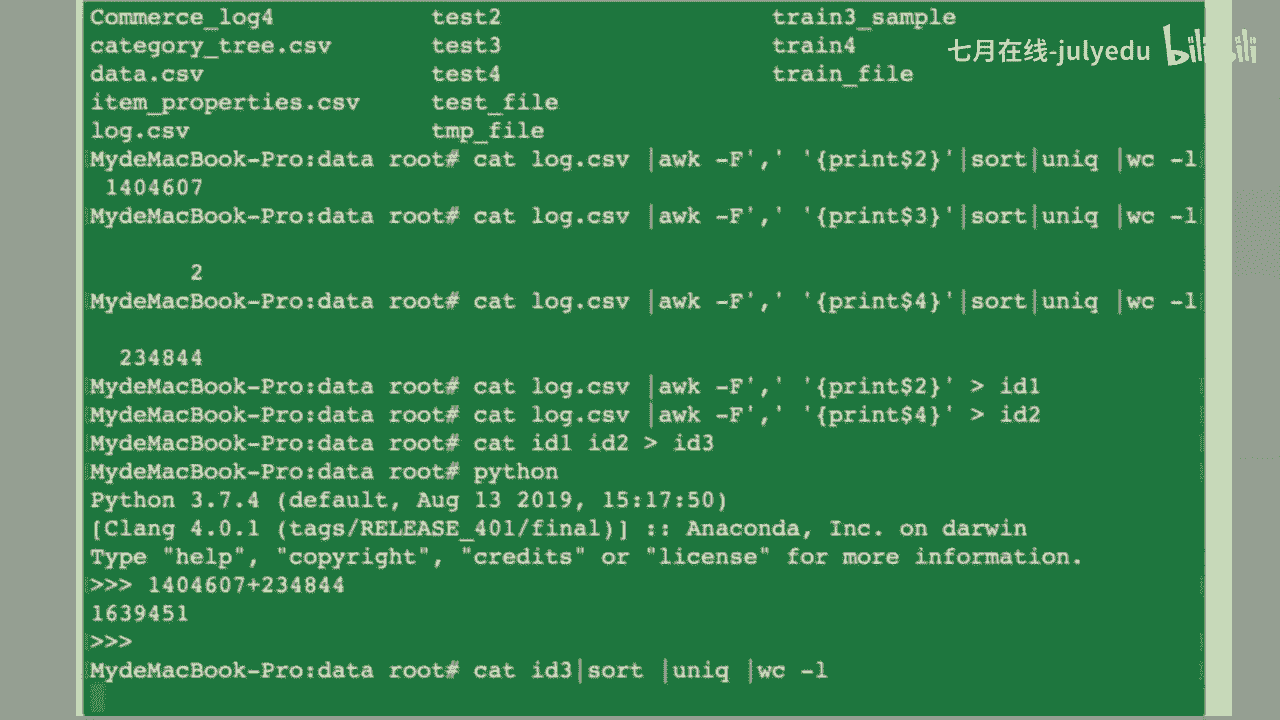 Commerce_log4 test2 train3_sample
category_tree.csv test3 train4
七月在线-julyedu bilibili
data.csv test4 train_file
item_properties.csv test_file
log.csv tmp_file
MydeMacBook-Pro:data root# cat log.csv |awk -F',' '{print$2}'|sort|uniq |wc -l
1404607
MydeMacBook-Pro:data root# cat log.csv |awk -F',' '{print$3}'|sort|uniq |wc -l
2
MydeMacBook-Pro:data root# cat log.csv |awk -F',' '{print$4}'|sort|uniq |wc -l
234844
MydeMacBook-Pro:data root# cat log.csv |awk -F',' '{print$2}' > id1
MydeMacBook-Pro:data root# cat log.csv |awk -F',' '{print$4}' > id2
MydeMacBook-Pro:data root# cat id1 id2 > id3
MydeMacBook-Pro:data root# python
Python 3.7.4 (default, Aug 13 2019, 15:17:50)
[Clang 4.0.1 (tags/RELEASE_401/final)] :: Anaconda, Inc. on darwin
Type "help", "copyright", "credits" or "license" for more information.
>>> 1404607+234844
1639451
>>>
MydeMacBook-Pro:data root# cat id3|sort |uniq |wc -l